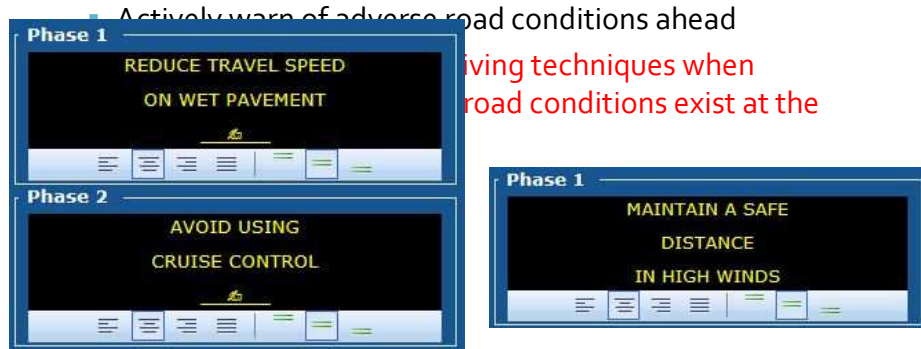 Actively warn of adverse road conditions ahead
iving techniques when
road conditions exist at the
Phase 1
REDUCE TRAVEL SPEED
ON WET PAVEMENT
Phase 2
AVOID USING
CRUISE CONTROL
Phase 1
MAINTAIN A SAFE
DISTANCE
IN HIGH WINDS